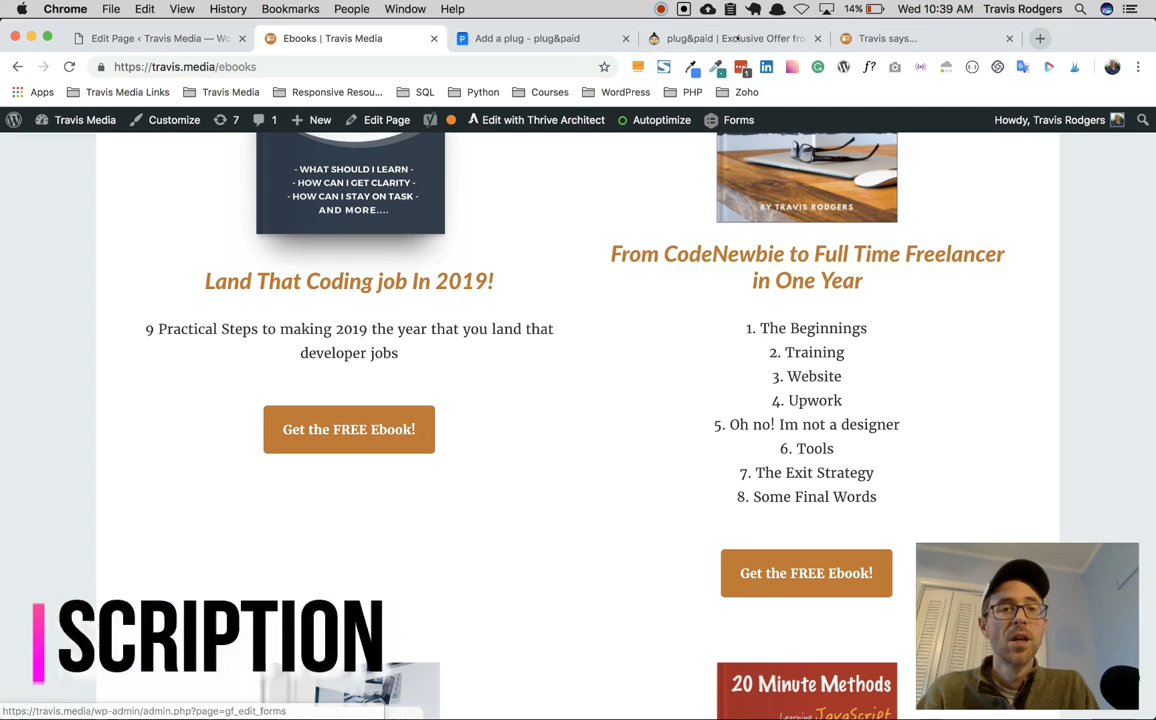 Chrome File Edit View History Bookmarks People Window Help 14% Wed 10:39 AM Travis Rodgers
Edit Page ‹ Travis Media — Wo Ebooks | Travis Media Add a plug - plug&paid plug&paid | Exclusive Offer fro Travis says...
https://travis.media/ebooks
Apps Travis Media Links Travis Media Responsive Resou... SQL Python Courses WordPress PHP Zoho
Travis Media Customize 7 1 New Edit Page Edit with Thrive Architect Autoptimize Forms Howdy, Travis Rodgers
- WHAT SHOULD I LEARN -
- HOW CAN I GET CLARITY -
- HOW CAN I STAY ON TASK -
AND MORE....
Land That Coding job In 2019!
9 Practical Steps to making 2019 the year that you land that
developer jobs
Get the FREE Ebook!
BY TRAVIS RODGERS
From CodeNewbie to Full Time Freelancer
in One Year
1. The Beginnings
2. Training
3. Website
4. Upwork
5. Oh no! Im not a designer
6. Tools
7. The Exit Strategy
8. Some Final Words
Get the FREE Ebook!
SCRIPTION
20 Minute Methods
Learning JavaScript
https://travis.media/wp-admin/admin.php?page=gf_edit_forms